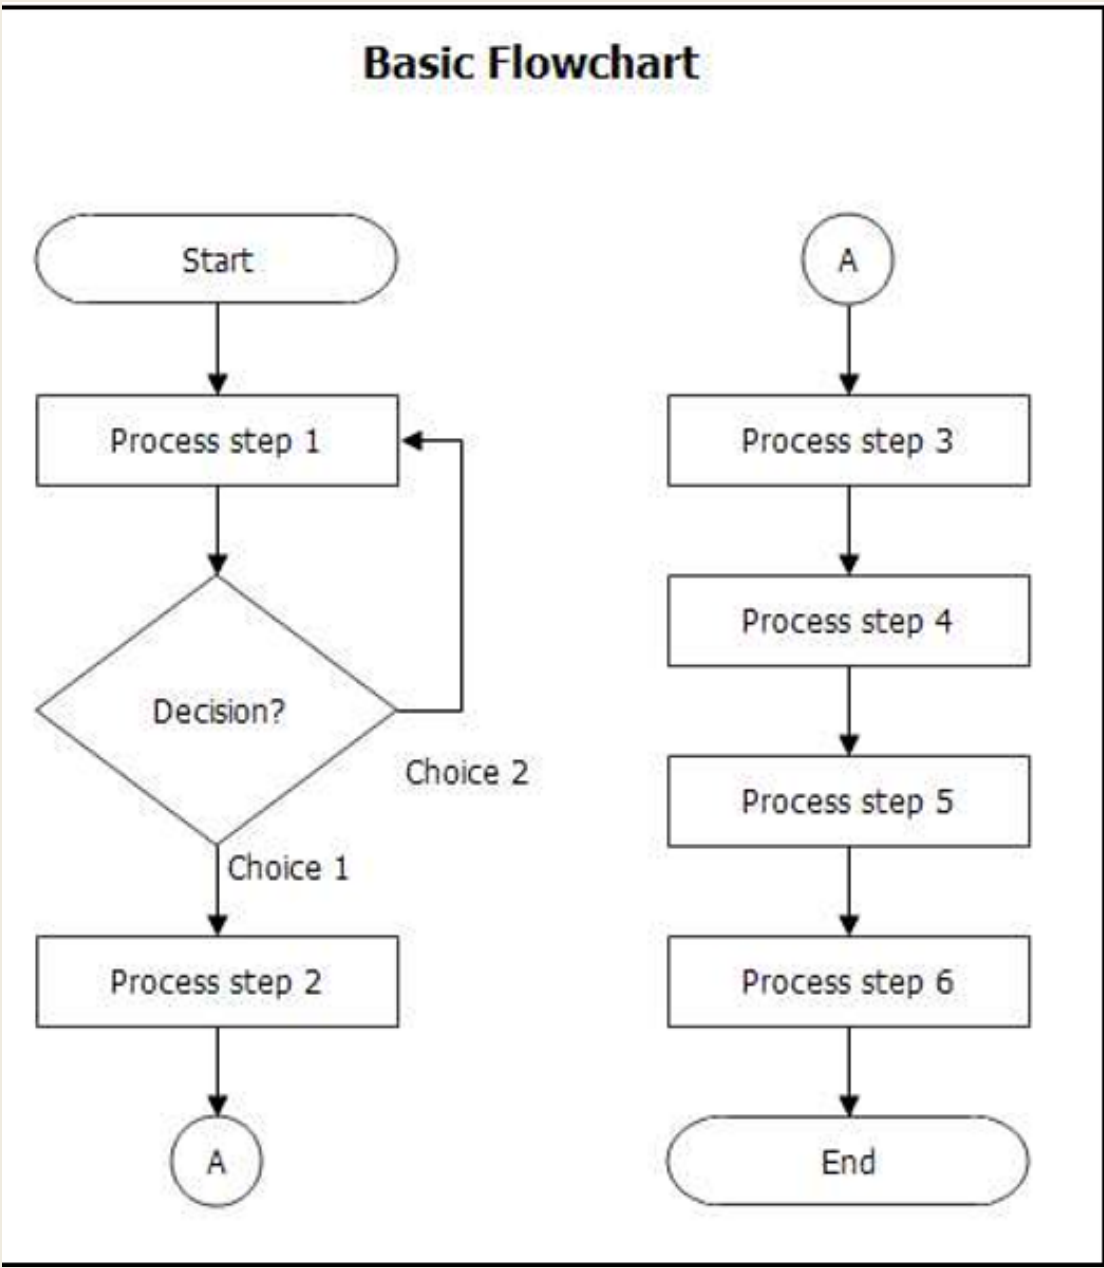 Basic Flowchart
Start
Process step 1
Decision?
Choice 2
Choice 1
Process step 2
A
A
Process step 3
Process step 4
Process step 5
Process step 6
End